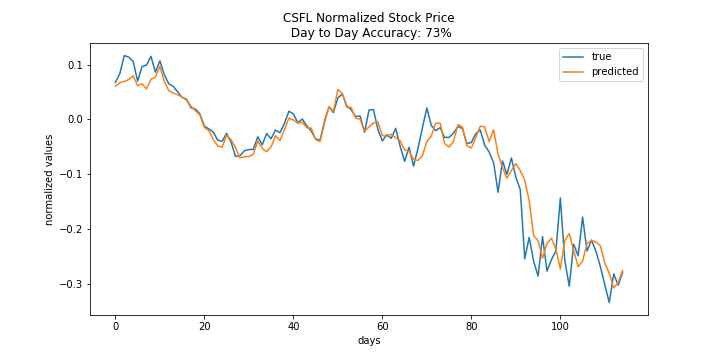 CSFL Normalized Stock Price
Day to Day Accuracy: 73%
true
predicted
normalized values
0.1
0.0
−0.1
−0.2
−0.3
0
20
40
60
80
100
days